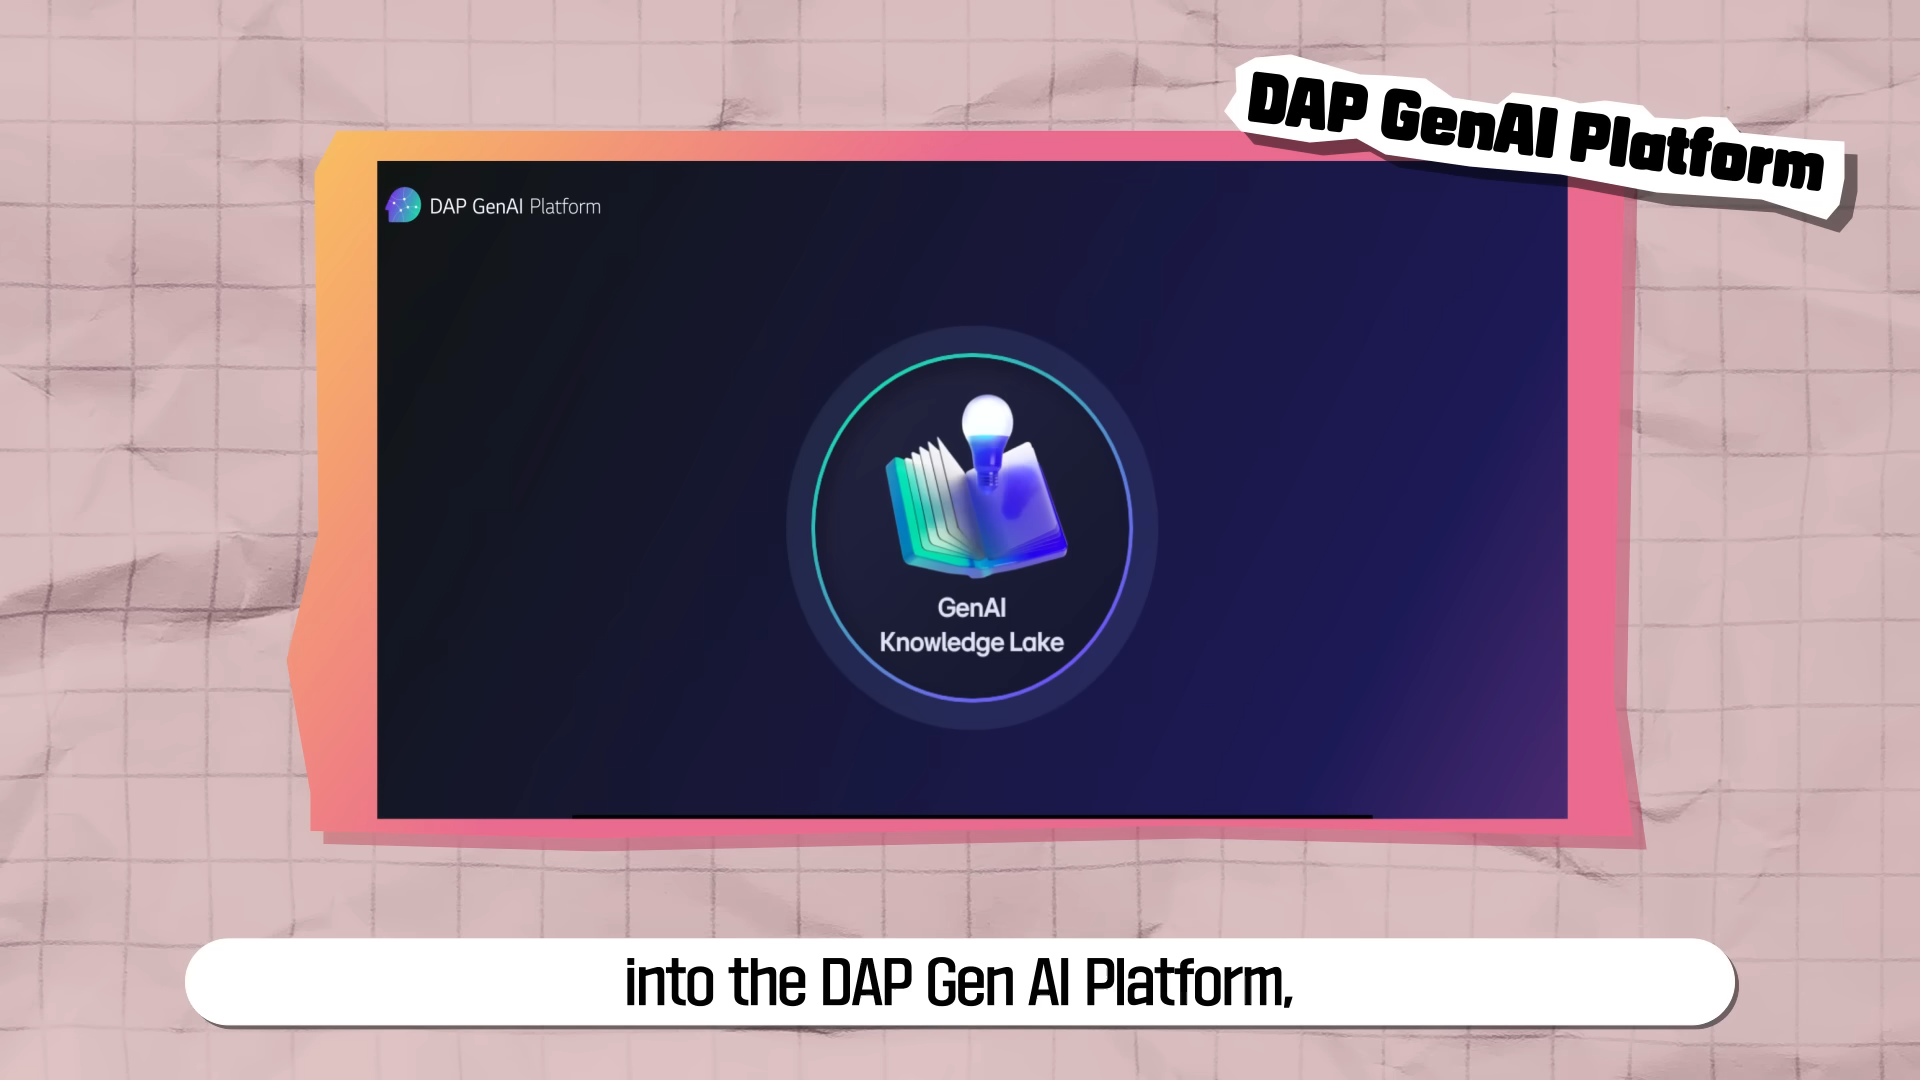 DAP GenAI Platform
DAP GenAI Platform
GenAI
Knowledge Lake
into the DAP Gen AI Platform,